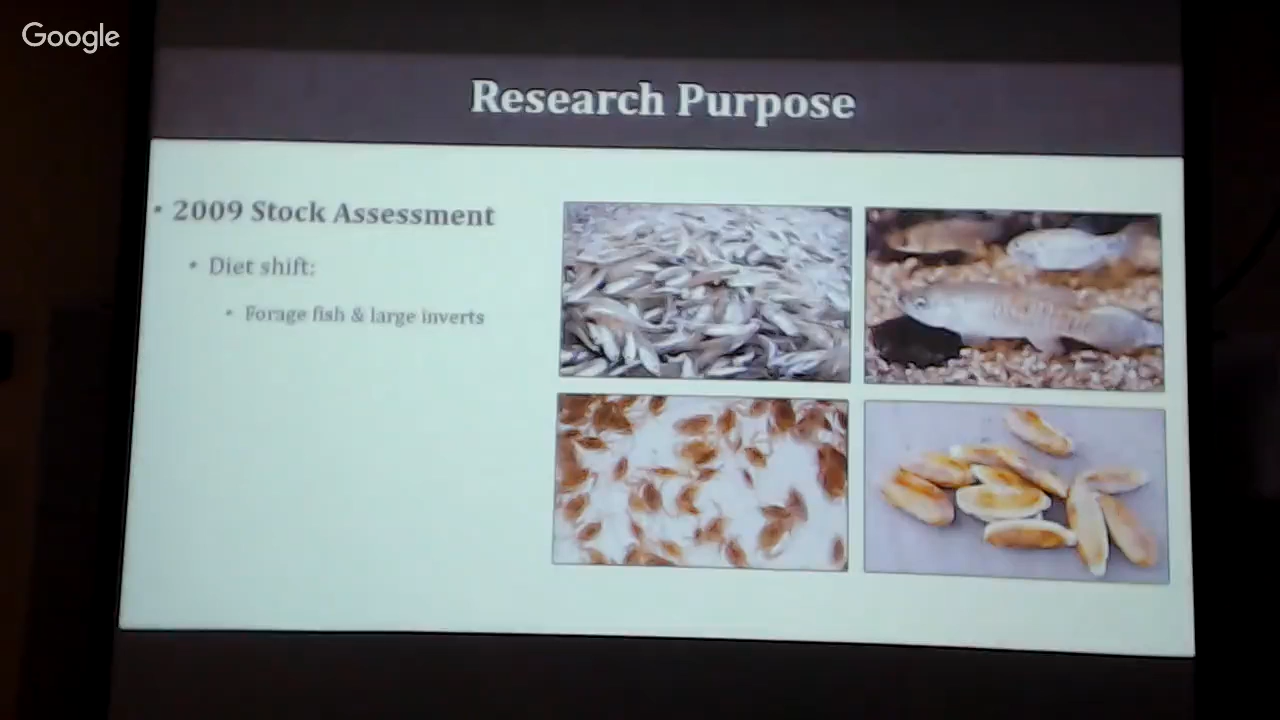 Google
Research Purpose
• 2009 Stock Assessment
• Diet shift:
• Forage fish & large inverts